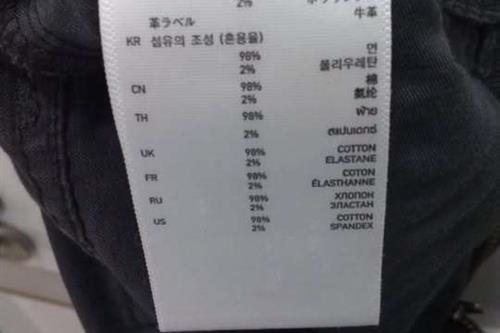 2%
革ラベル 牛革
KR 섬유의 조성 (혼용율)
98% 면
2% 폴리우레탄
CN 98% 棉
2% 氨纶
TH 98% ฝ้าย
2% สแปนเดกซ์
UK 98% COTTON
2% ELASTANE
FR 98% COTON
2% ÉLASTHANNE
RU 98% ХЛОПОН
2% ЭЛАСТАН
US 98% COTTON
2% SPANDEX